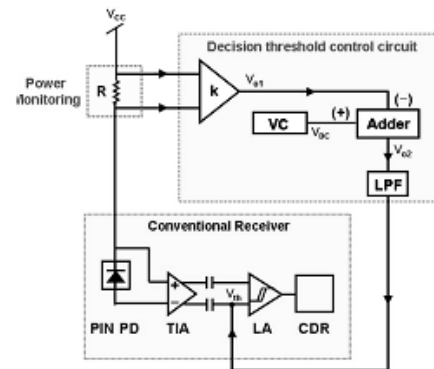 Vcc
Decision threshold control circuit
Power
Monitoring
R
k
Vo1
(−)
(+)
VC
VDC
Adder
Vo2
LPF
Conventional Receiver
+
−
Vth
PIN PD
TIA
LA
CDR